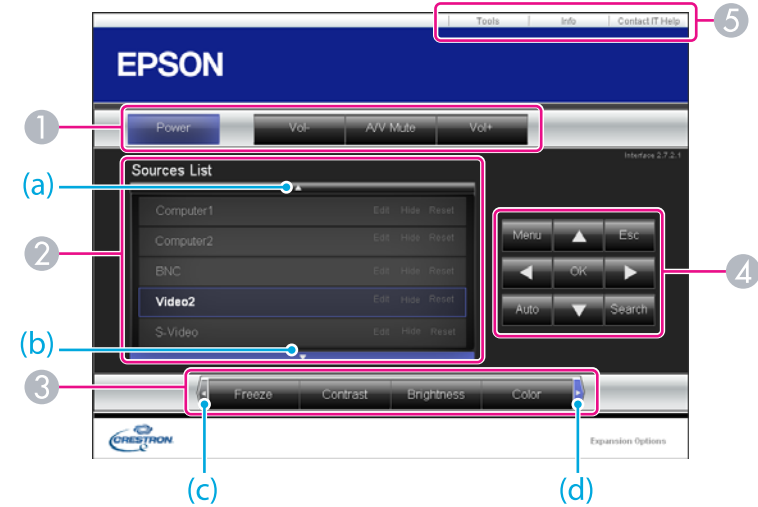 Tools Info Contact IT Help
5
EPSON
1
Power Vol- A/V Mute Vol+
Interface 2.7.2.1
Sources List
(a)
Computer1 Edit Hide Reset
Computer2 Edit Hide Reset
2
BNC Edit Hide Reset
Video2 Edit Hide Reset
S-Video Edit Hide Reset
(b)
Menu Esc
OK
4
Auto Search
3
Freeze Contrast Brightness Color
CRESTRON
Expansion Options
(c) (d)